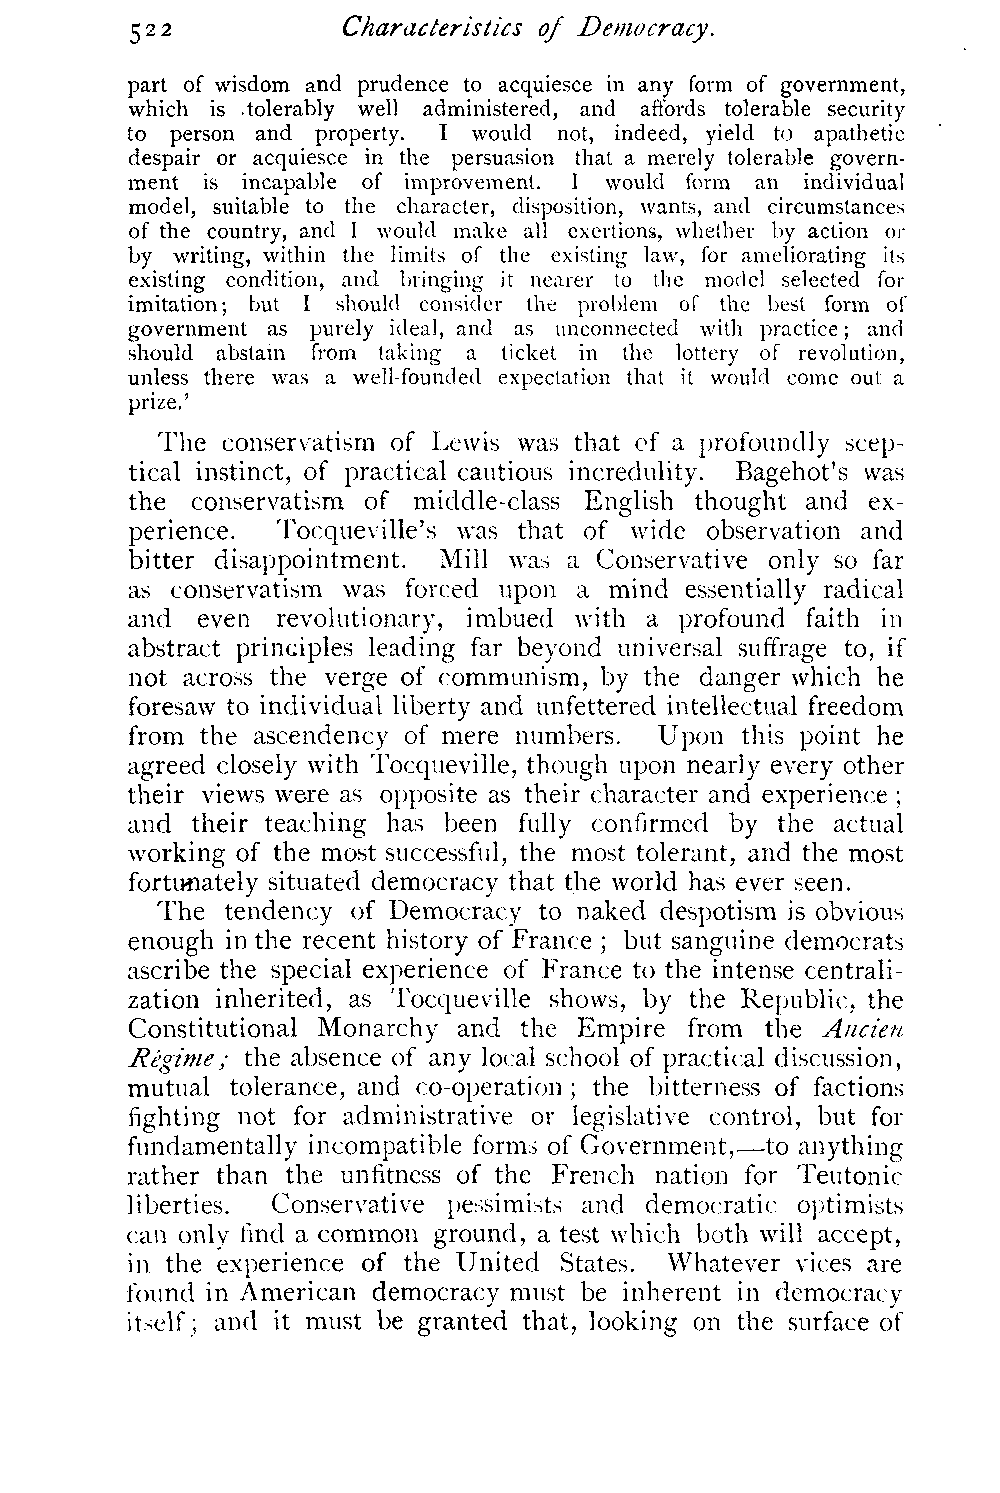 522 Characteristics of Democracy.
part of wisdom and prudence to acquiesce in any form of government,
which is tolerably well administered, and affords tolerable security
to person and property. I would not, indeed, yield to apathetic
despair or acquiesce in the persuasion that a merely tolerable govern-
ment is incapable of improvement. I would form an individual
model, suitable to the character, disposition, wants, and circumstances
of the country, and I would make all exertions, whether by action or
by writing, within the limits of the existing law, for ameliorating its
existing condition, and bringing it nearer to the model selected for
imitation; but I should consider the problem of the best form of
government as purely ideal, and as unconnected with practice; and
should abstain from taking a ticket in the lottery of revolution,
unless there was a well-founded expectation that it would come out a
prize.'
The conservatism of Lewis was that of a profoundly scep-
tical instinct, of practical cautious incredulity. Bagehot's was
the conservatism of middle-class English thought and ex-
perience. Tocqueville's was that of wide observation and
bitter disappointment. Mill was a Conservative only so far
as conservatism was forced upon a mind essentially radical
and even revolutionary, imbued with a profound faith in
abstract principles leading far beyond universal suffrage to, if
not across the verge of communism, by the danger which he
foresaw to individual liberty and unfettered intellectual freedom
from the ascendency of mere numbers. Upon this point he
agreed closely with Tocqueville, though upon nearly every other
their views were as opposite as their character and experience ;
and their teaching has been fully confirmed by the actual
working of the most successful, the most tolerant, and the most
fortunately situated democracy that the world has ever seen.
The tendency of Democracy to naked despotism is obvious
enough in the recent history of France ; but sanguine democrats
ascribe the special experience of France to the intense centrali-
zation inherited, as Tocqueville shows, by the Republic, the
Constitutional Monarchy and the Empire from the Ancien
Régime; the absence of any local school of practical discussion,
mutual tolerance, and co-operation ; the bitterness of factions
fighting not for administrative or legislative control, but for
fundamentally incompatible forms of Government,—to anything
rather than the unfitness of the French nation for Teutonic
liberties. Conservative pessimists and democratic optimists
can only find a common ground, a test which both will accept,
in the experience of the United States. Whatever vices are
found in American democracy must be inherent in democracy
itself; and it must be granted that, looking on the surface of